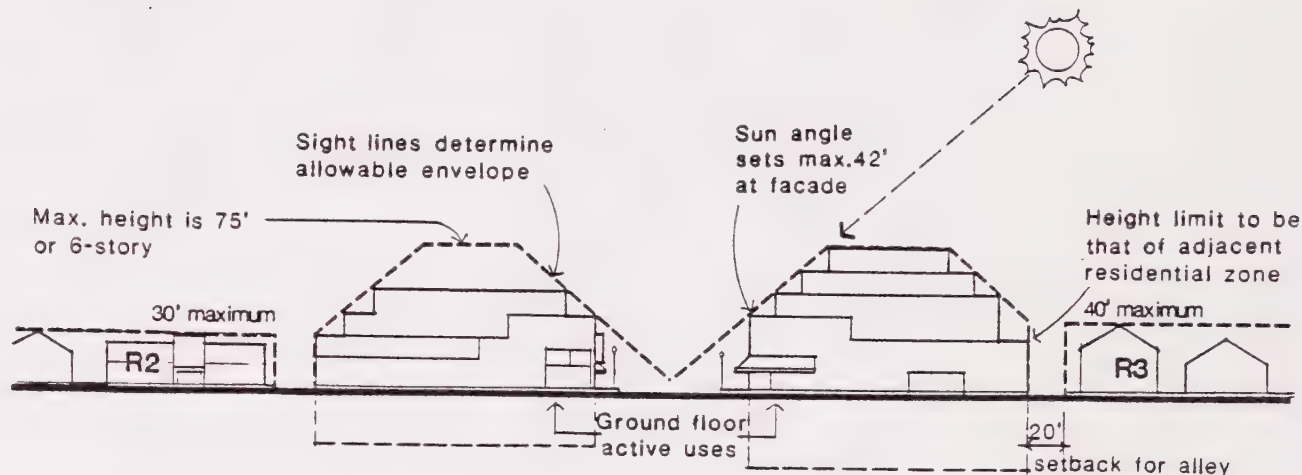 Sight lines determine
allowable envelope
Sun angle
sets max.42'
at facade
Max. height is 75'
or 6-story
Height limit to be
that of adjacent
residential zone
30' maximum
40' maximum
R2
R3
Ground floor
active uses
20'
setback for alley